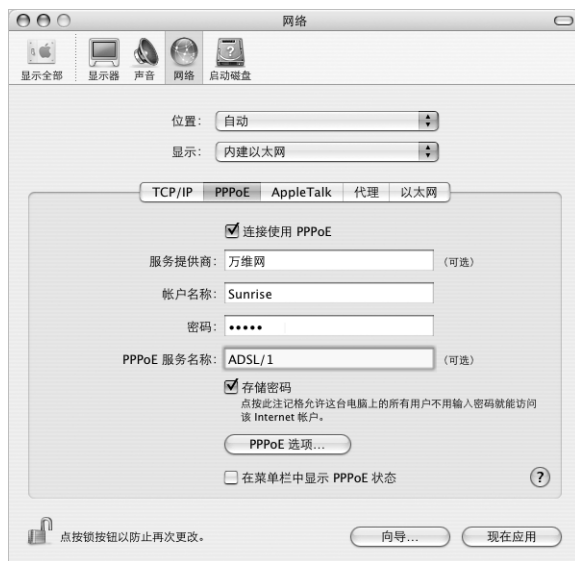 网络
显示全部 显示器 声音 网络 启动磁盘
位置: 自动
显示: 内建以太网
TCP/IP PPPoE AppleTalk 代理 以太网
连接使用 PPPoE
服务提供商: 万维网 (可选)
帐户名称: Sunrise
密码: •••••
PPPoE 服务名称: ADSL/1 (可选)
存储密码
点按此注记格允许这台电脑上的所有用户不用输入密码就能访问
该 Internet 帐户。
PPPoE 选项...
在菜单栏中显示 PPPoE 状态
?
点按锁按钮以防止再次更改。 向导... 现在应用